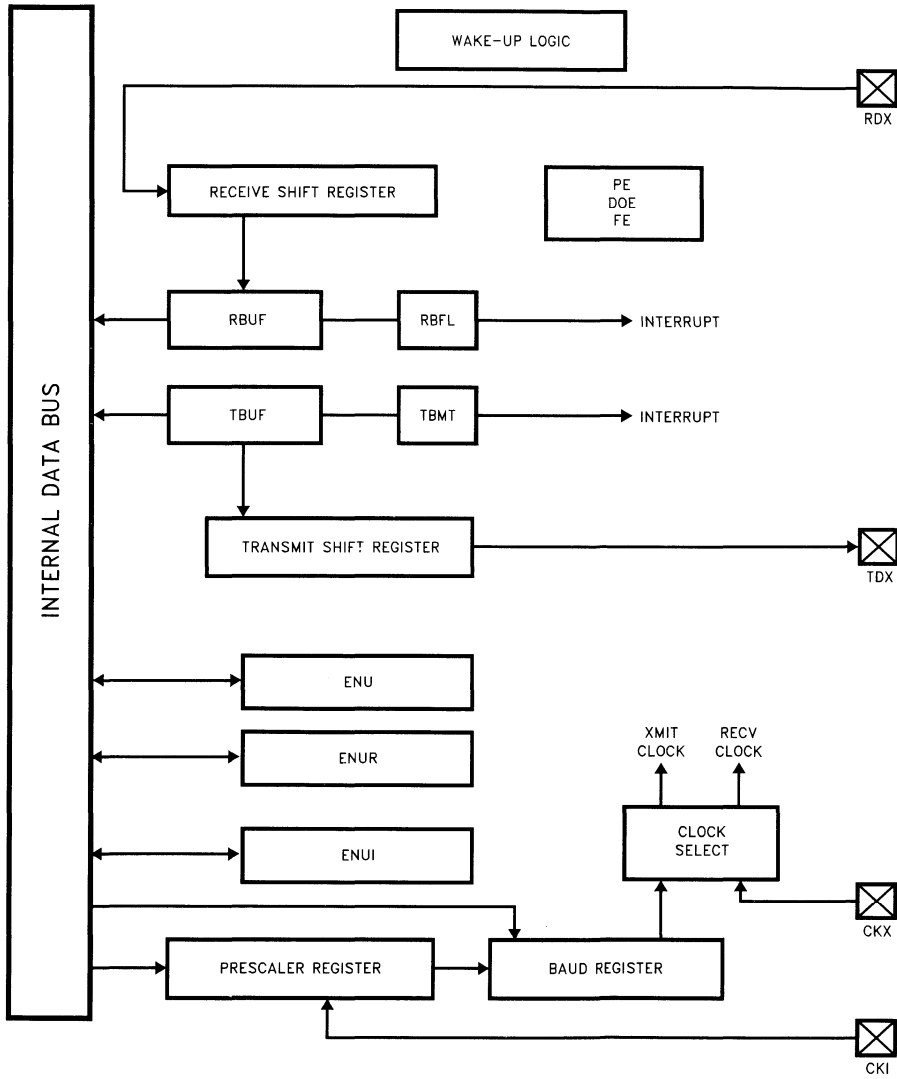 WAKE-UP LOGIC
RDX
RECEIVE SHIFT REGISTER
PE
DOE
FE
RBUF
RBFL
INTERRUPT
INTERNAL DATA BUS
TBUF
TBMT
INTERRUPT
TRANSMIT SHIFT REGISTER
TDX
ENU
XMIT
CLOCK
RECV
CLOCK
ENUR
CLOCK
SELECT
ENUI
CKX
PRESCALER REGISTER
BAUD REGISTER
CKI